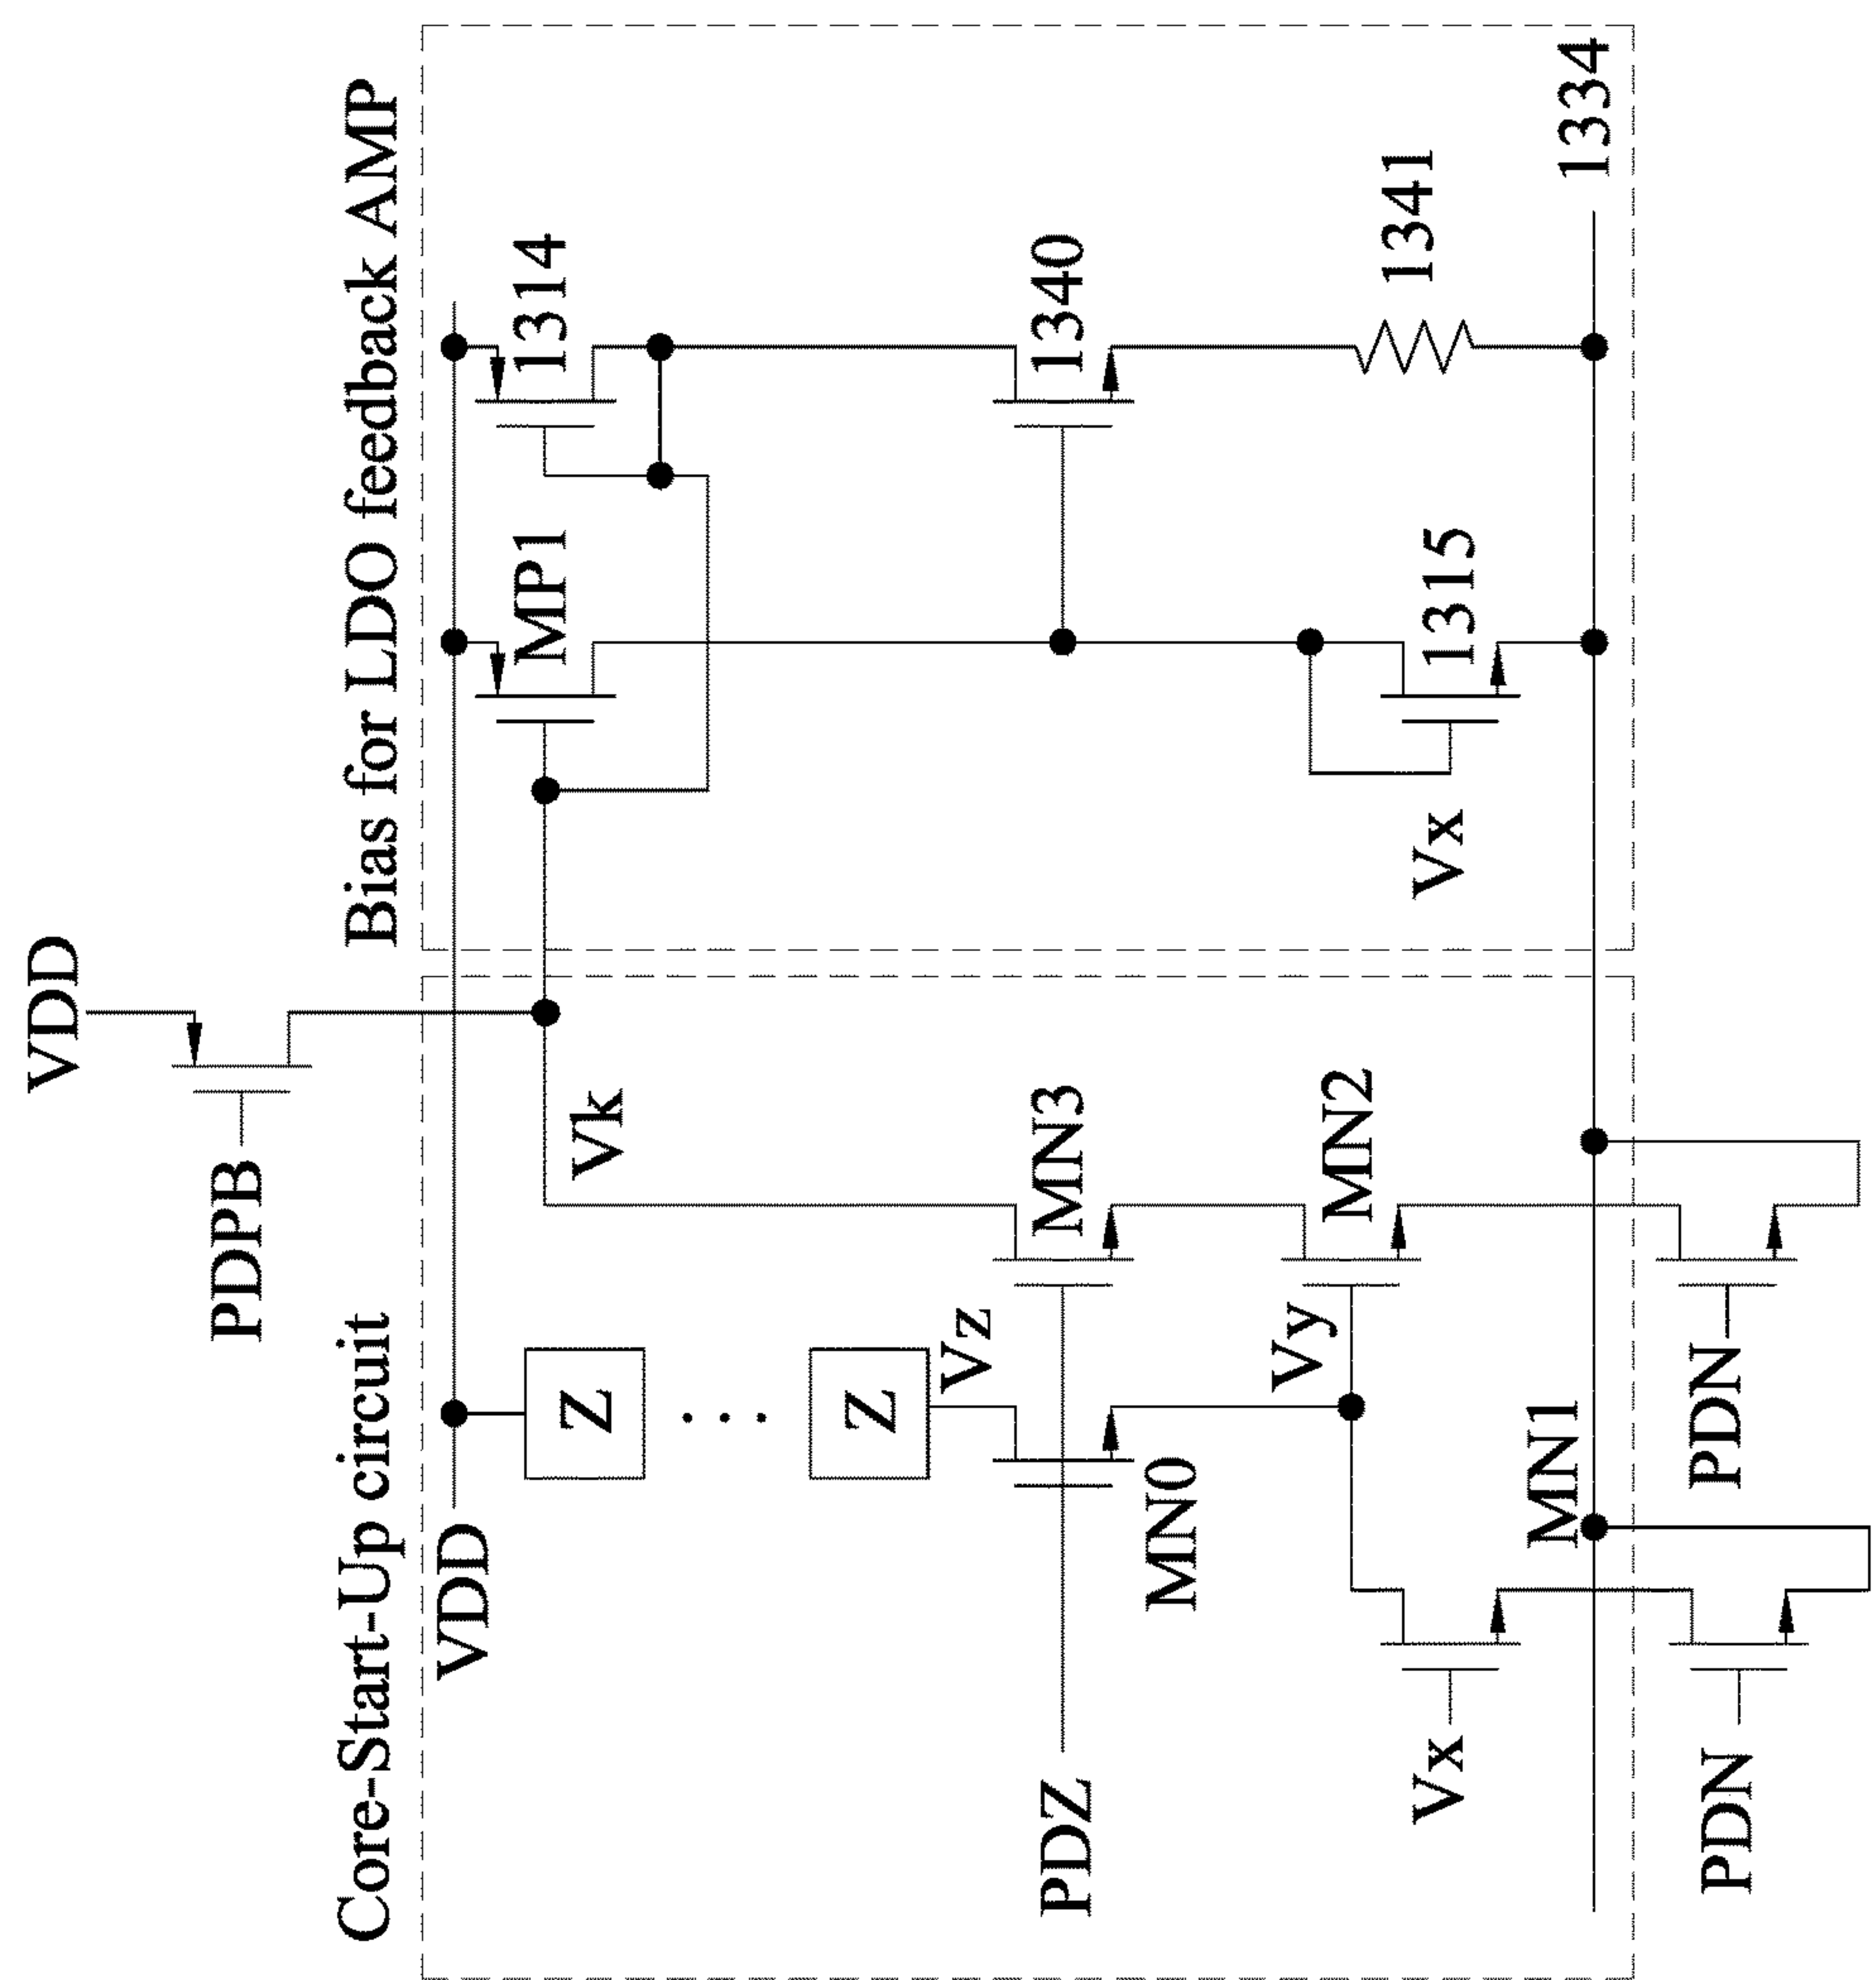 Core-Start-Up circuit
Bias for LDO feedback AMP
VDD
PDPB
VDD
Z
MP1
1314
Vk
. . .
Z
Vz
PDZ
MN0
MN3
1340
Vy
MN2
Vx
Vx
1315
1341
MN1
1334
PDN
PDN